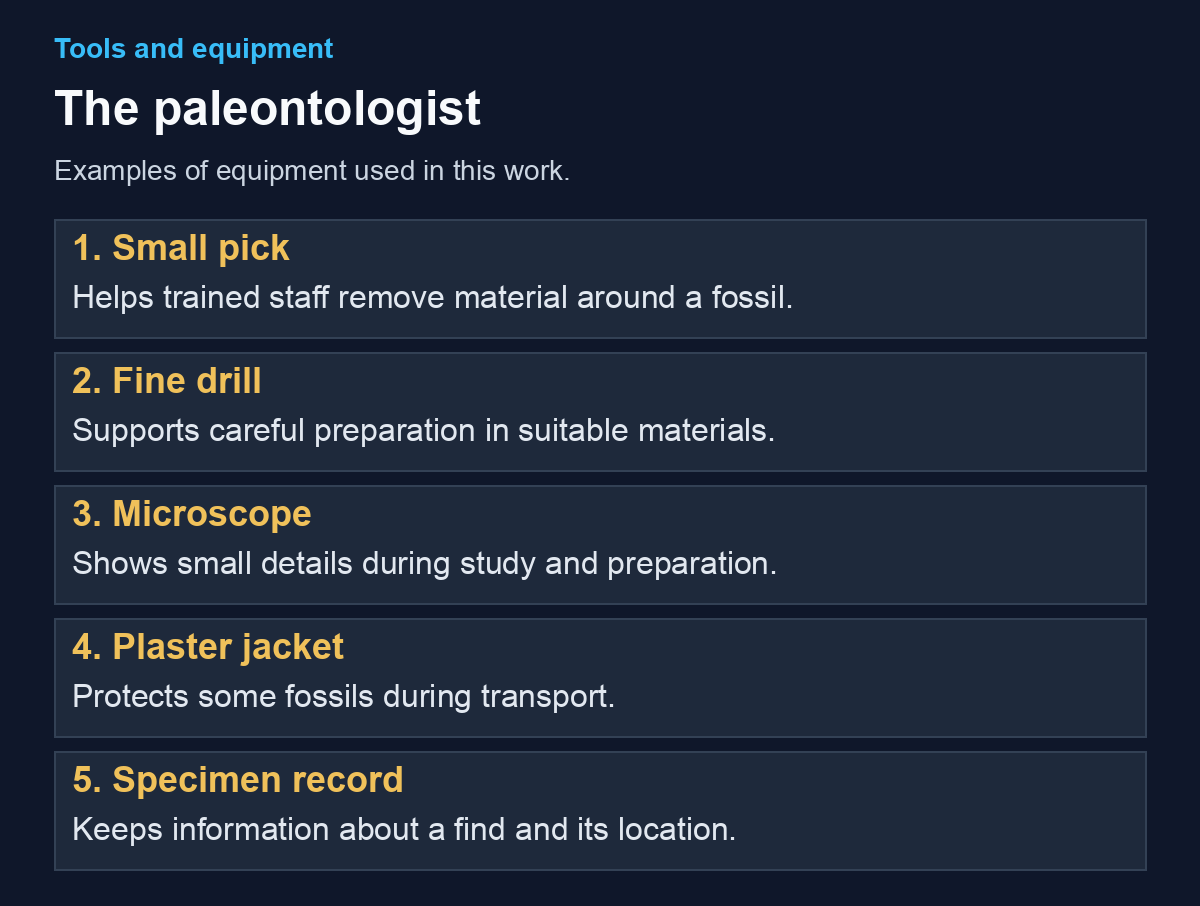 Tools and equipment
The paleontologist
Examples of equipment used in this work.
1. Small pick
Helps trained staff remove material around a fossil.
2. Fine drill
Supports careful preparation in suitable materials.
3. Microscope
Shows small details during study and preparation.
4. Plaster jacket
Protects some fossils during transport.
5. Specimen record
Keeps information about a find and its location.